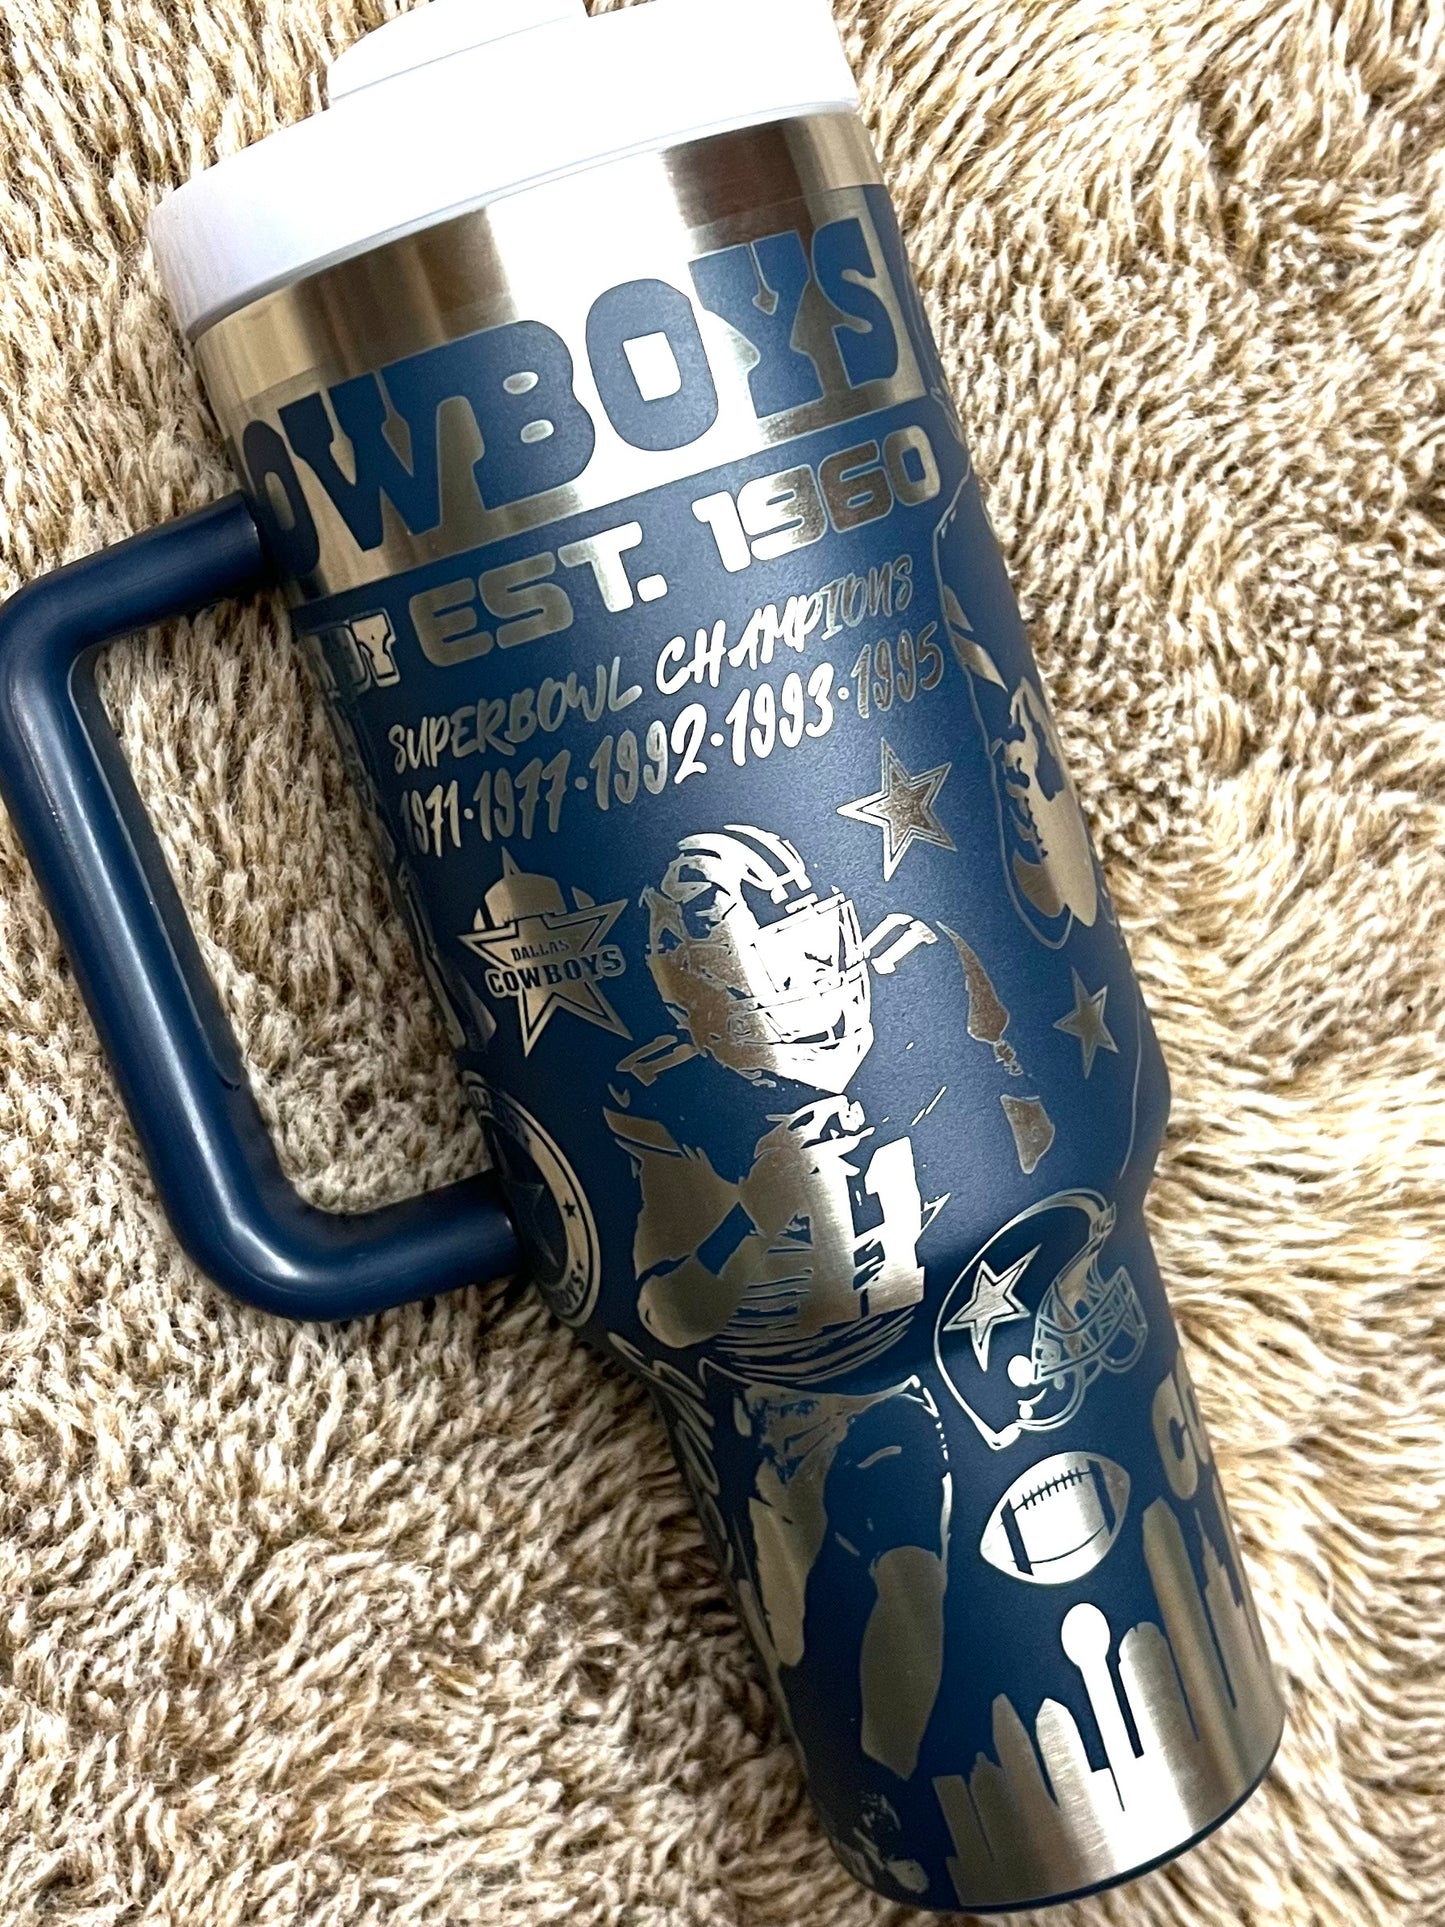 COWBOYS
EST. 1960
SUPERBOWL CHAMPIONS
1971·1977·1992·1993·1995
DALLAS
COWBOYS
11